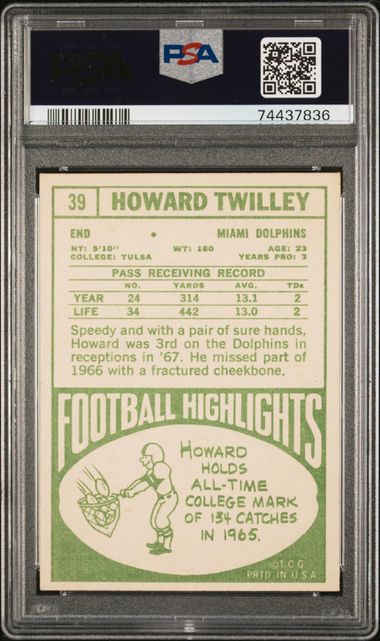 PSA
PSA
74437836
39 HOWARD TWILLEY
END • MIAMI DOLPHINS
HT: 5'10" WT: 180 AGE: 23
COLLEGE: TULSA YEARS PRO: 3
PASS RECEIVING RECORD
NO. YARDS AVG. TDs
YEAR 24 314 13.1 2
LIFE 34 442 13.0 2
Speedy and with a pair of sure hands,
Howard was 3rd on the Dolphins in
receptions in '67. He missed part of
1966 with a fractured cheekbone.
FOOTBALL HIGHLIGHTS
HOWARD
HOLDS
ALL-TIME
COLLEGE MARK
OF 134 CATCHES
IN 1965.
©T.C.G.
PRTD. IN U.S.A.